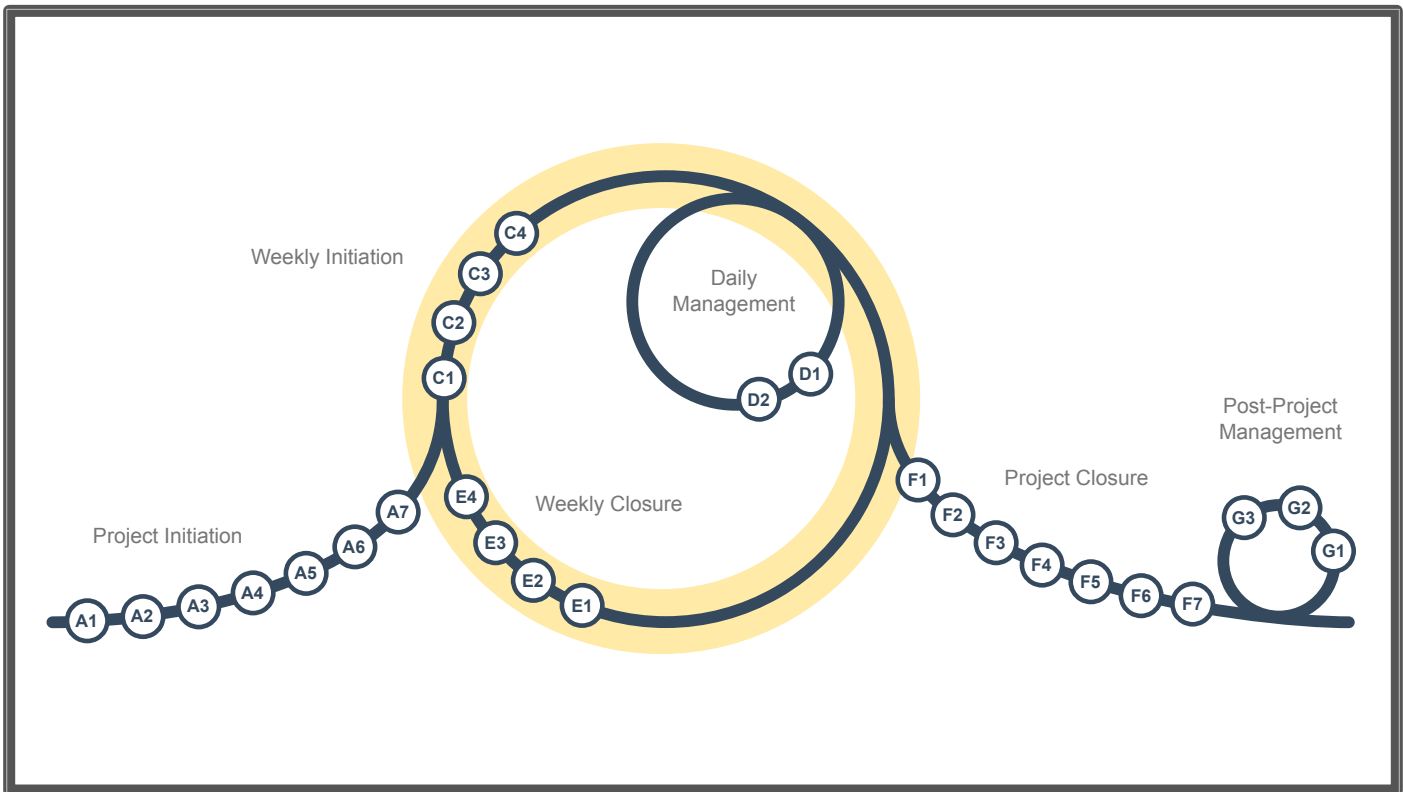 Project Initiation
A1
A2
A3
A4
A5
A6
A7
Weekly Initiation
C1
C2
C3
C4
Daily
Management
D1
D2
Weekly Closure
E1
E2
E3
E4
Project Closure
F1
F2
F3
F4
F5
F6
F7
Post-Project
Management
G1
G2
G3